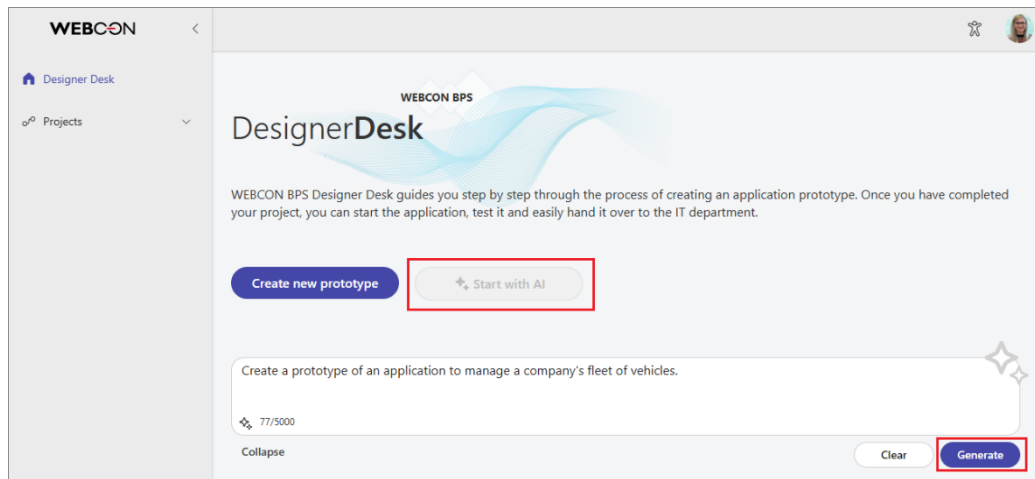 WEBCON
Designer Desk
Projects
WEBCON BPS
DesignerDesk
WEBCON BPS Designer Desk guides you step by step through the process of creating an application prototype. Once you have completed
your project, you can start the application, test it and easily hand it over to the IT department.
Create new prototype
Start with AI
Create a prototype of an application to manage a company's fleet of vehicles.
77/5000
Collapse
Clear
Generate